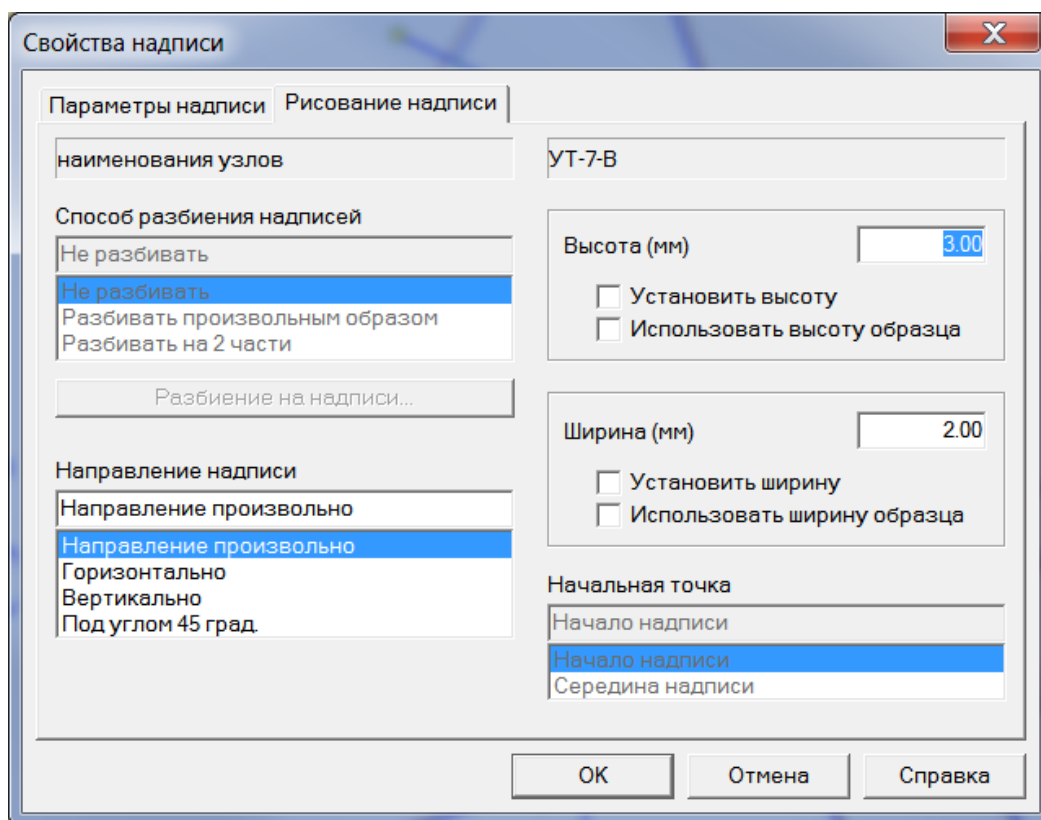 Свойства надписи
Параметры надписи
Рисование надписи
наименования узлов
УТ-7-В
Способ разбиения надписей
Не разбивать
Не разбивать
Разбивать произвольным образом
Разбивать на 2 части
Разбиение на надписи...
Направление надписи
Направление произвольно
Направление произвольно
Горизонтально
Вертикально
Под углом 45 град.
Высота (мм)
3.00
Установить высоту
Использовать высоту образца
Ширина (мм)
2.00
Установить ширину
Использовать ширину образца
Начальная точка
Начало надписи
Начало надписи
Середина надписи
OK
Отмена
Справка